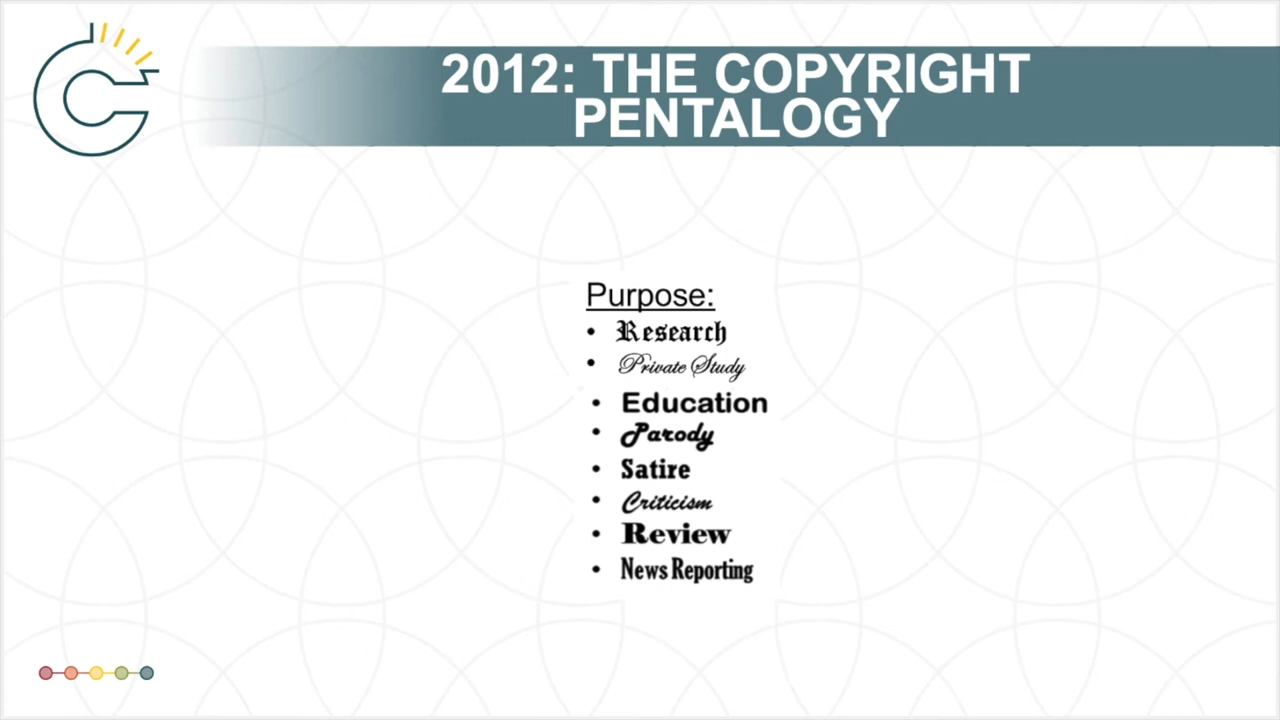 2012: THE COPYRIGHT
PENTALOGY
Purpose:
• Research
• Private Study
• Education
• Parody
• Satire
• Criticism
• Review
• News Reporting